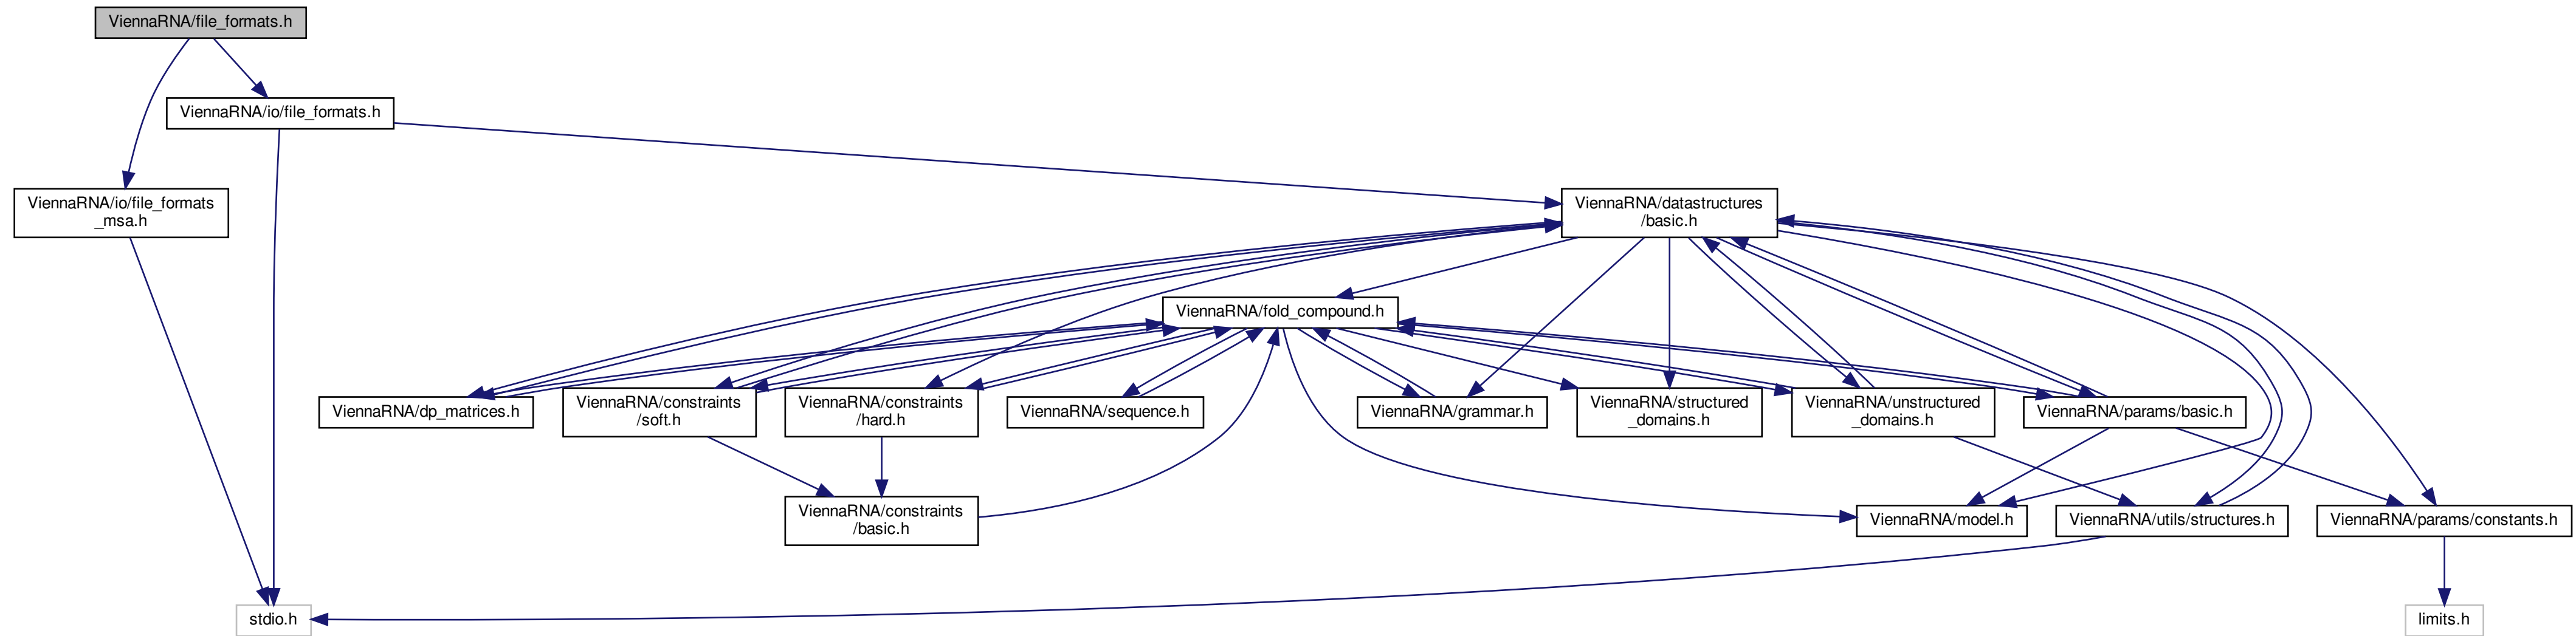 ViennaRNA/file_formats.h
ViennaRNA/io/file_formats.h
ViennaRNA/io/file_formats
_msa.h
ViennaRNA/datastructures
/basic.h
ViennaRNA/fold_compound.h
ViennaRNA/dp_matrices.h
ViennaRNA/constraints
/soft.h
ViennaRNA/constraints
/hard.h
ViennaRNA/sequence.h
ViennaRNA/grammar.h
ViennaRNA/structured
_domains.h
ViennaRNA/unstructured
_domains.h
ViennaRNA/params/basic.h
ViennaRNA/constraints
/basic.h
ViennaRNA/model.h
ViennaRNA/utils/structures.h
ViennaRNA/params/constants.h
stdio.h
limits.h